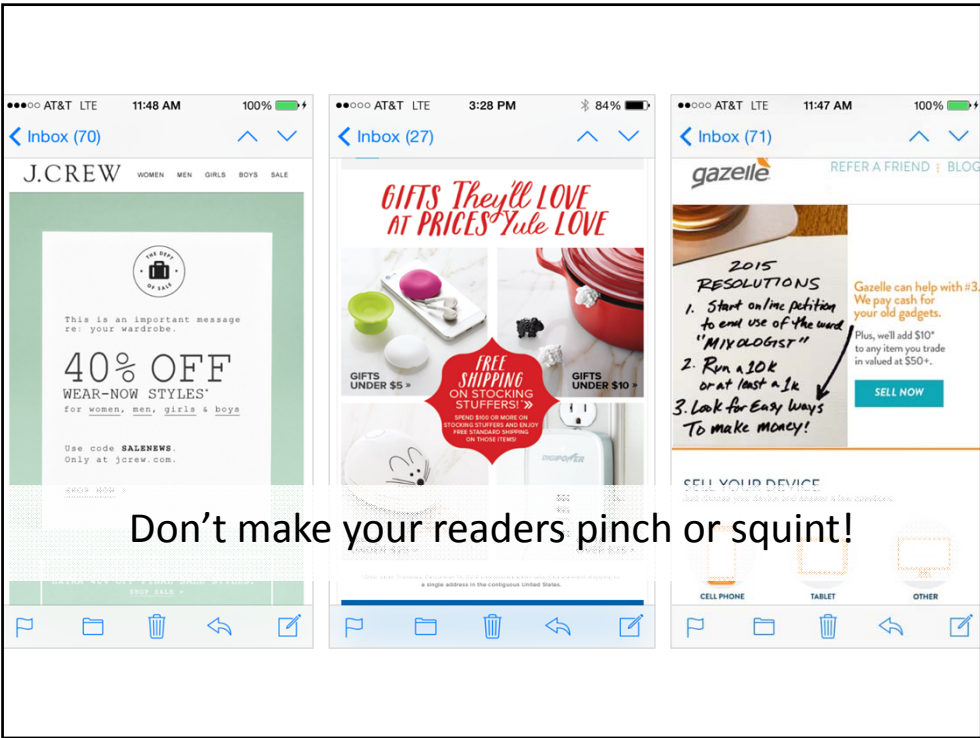 AT&T LTE 11:48 AM 100%
Inbox (70)
J.CREW WOMEN MEN GIRLS BOYS SALE
THE DEPT
OF SALE
This is an important message
re: your wardrobe.
40% OFF
WEAR-NOW STYLES*
for women, men, girls & boys
Use code SALENEWS.
Only at jcrew.com.
SHOP NOW >
SHOP SALE >
AT&T LTE 3:28 PM 84%
Inbox (27)
GIFTS They'll LOVE
AT PRICES Yule LOVE
GIFTS
UNDER $5 »
FREE
SHIPPING
ON STOCKING
STUFFERS!*»
SPEND $100 OR MORE ON
STOCKING STUFFERS AND ENJOY
FREE STANDARD SHIPPING
ON THOSE ITEMS!
GIFTS
UNDER $10 »
DIGIPOWER
a single address in the contiguous United States.
AT&T LTE 11:47 AM 100%
Inbox (71)
gazelle REFER A FRIEND BLOG
2015
RESOLUTIONS
1. Start online petition
to end use of the word
"MIXOLOGIST"
2. Run a 10k
or at least a 1k
3. Look for Easy Ways
To make money!
Gazelle can help with #3.
We pay cash for
your old gadgets.
Plus, we'll add $10*
to any item you trade
in valued at $50+.
SELL NOW
SELL YOUR DEVICE
CELL PHONE TABLET OTHER
Don't make your readers pinch or squint!